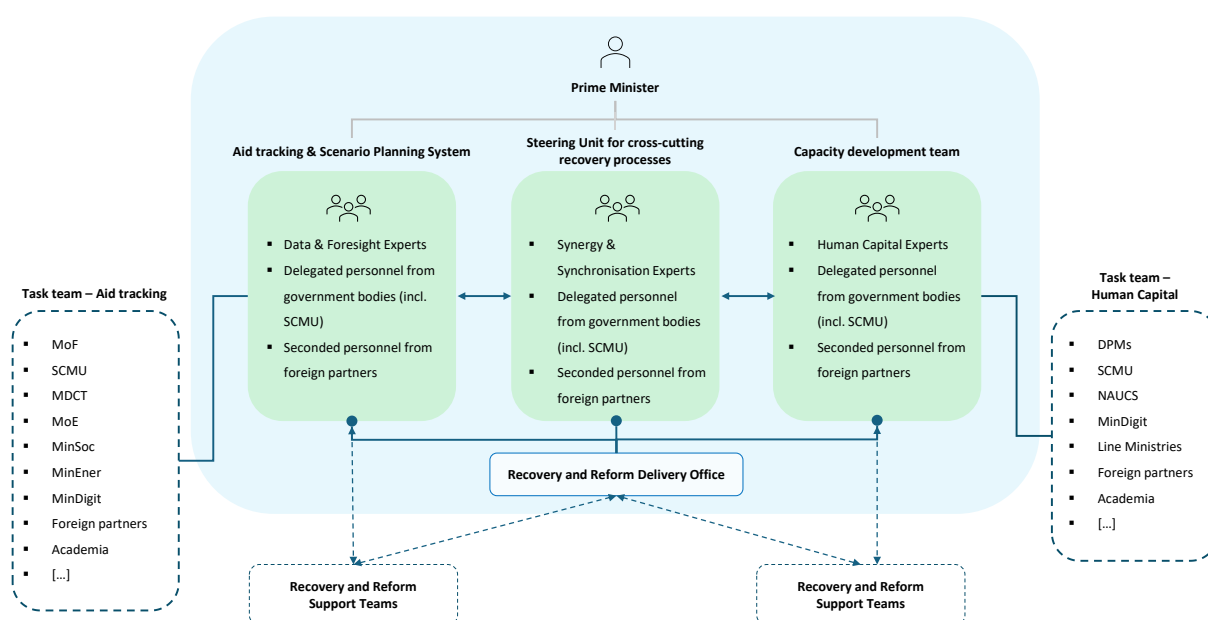 Prime Minister
Aid tracking & Scenario Planning System
Steering Unit for cross-cutting
recovery processes
Capacity development team
▪ Data & Foresight Experts
▪ Delegated personnel from
government bodies (incl.
SCMU)
▪ Seconded personnel from
foreign partners
▪ Synergy &
Synchronisation Experts
▪ Delegated personnel
from government bodies
(incl. SCMU)
▪ Seconded personnel from
foreign partners
▪ Human Capital Experts
▪ Delegated personnel
from government bodies
(incl. SCMU)
▪ Seconded personnel from
foreign partners
Task team – Aid tracking
▪ MoF
▪ SCMU
▪ MDCT
▪ MoE
▪ MinSoc
▪ MinEner
▪ MinDigit
▪ Foreign partners
▪ Academia
▪ […]
Task team –
Human Capital
▪ DPMs
▪ SCMU
▪ NAUCS
▪ MinDigit
▪ Line Ministries
▪ Foreign partners
▪ Academia
▪ […]
Recovery and Reform Delivery Office
Recovery and Reform
Support Teams
Recovery and Reform
Support Teams